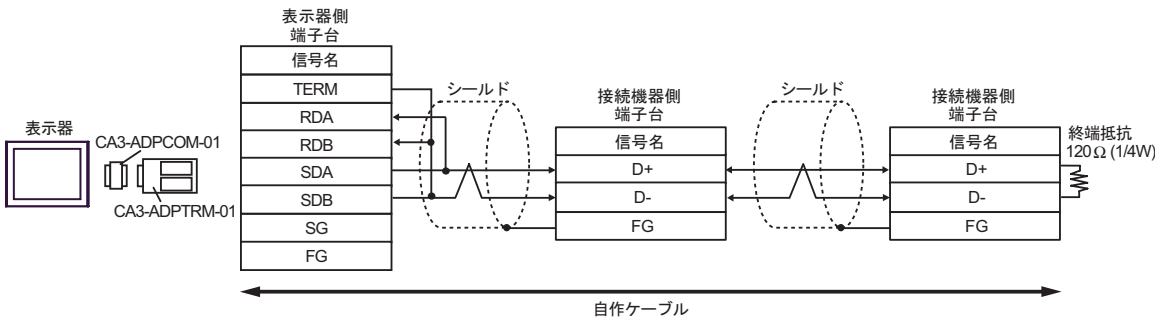 表示器
CA3-ADPCOM-01
CA3-ADPTRM-01
表示器側
端子台
信号名
TERM
RDA
RDB
SDA
SDB
SG
FG
シールド
接続機器側
端子台
信号名
D+
D-
FG
シールド
接続機器側
端子台
信号名
D+
D-
FG
終端抵抗
120Ω (1/4W)
自作ケーブル